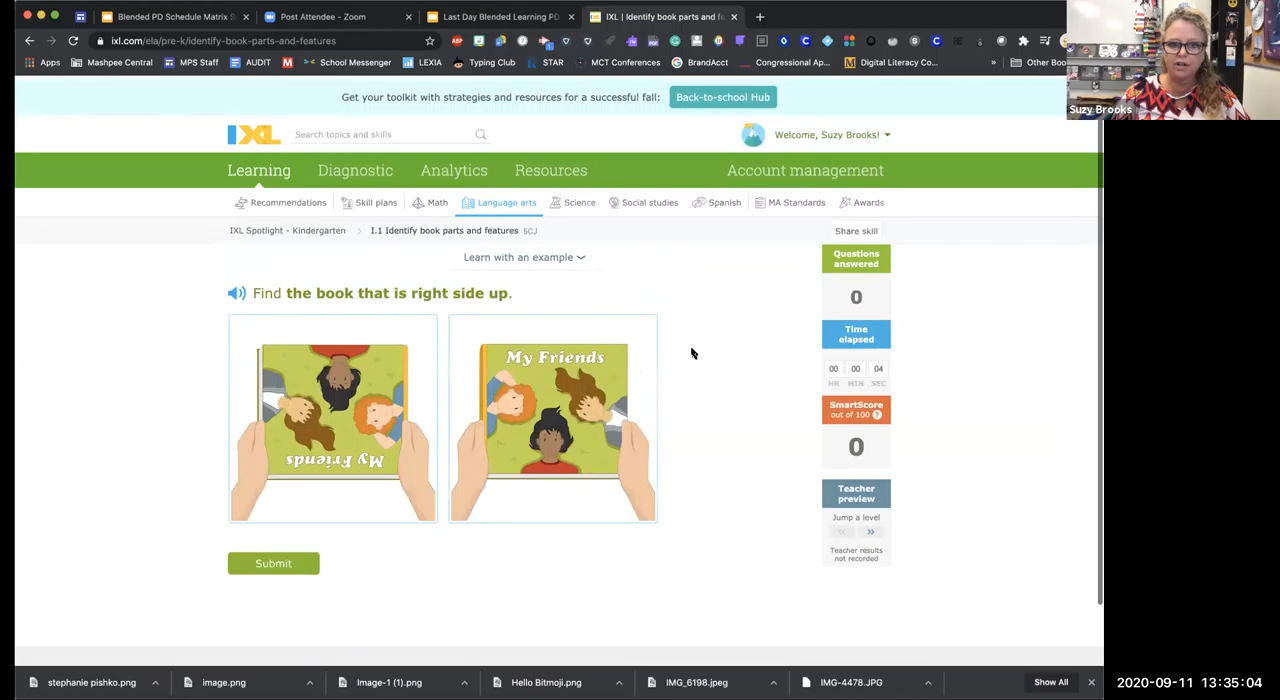 Blended PD Schedule Matrix S
Post Attendee - Zoom
Last Day Blended Learning PD
IXL | Identify book parts and fe
ixl.com/ela/pre-k/identify-book-parts-and-features
Apps
Mashpee Central
MPS Staff
AUDIT
School Messenger
LEXIA
Typing Club
STAR
MCT Conferences
BrandAcct
Congressional Ap...
Digital Literacy Co...
Other Boo
Suzy Brooks
Get your toolkit with strategies and resources for a successful fall:
Back-to-school Hub
IXL
Search topics and skills
Welcome, Suzy Brooks!
Learning
Diagnostic
Analytics
Resources
Account management
Recommendations
Skill plans
Math
Language arts
Science
Social studies
Spanish
MA Standards
Awards
IXL Spotlight - Kindergarten
I.1 Identify book parts and features 5CJ
Share skill
Learn with an example
Questions
answered
0
Find the book that is right side up.
Time
elapsed
00 00 04
HR MIN SEC
My Friends
My Friends
SmartScore
out of 100 ?
0
Teacher
preview
Jump a level
Teacher results
not recorded
Submit
stephanie pishko.png
image.png
Image-1 (1).png
Hello Bitmoji.png
IMG_6198.jpeg
IMG-4478.JPG
Show All
2020-09-11 13:35:04